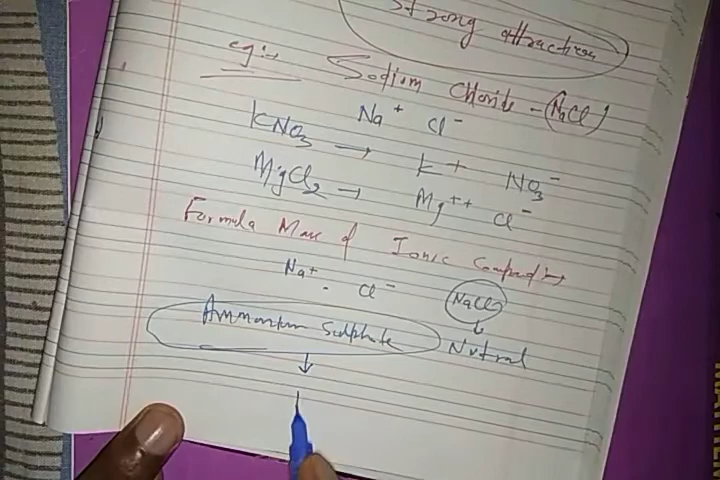 Strong attraction
eg:-, Sodium Chloride - NaCl
Na+ Cl-
KNO3 → K+ NO3-
MgCl2 → Mg++ Cl-
Formula Mass of Ionic Compound →
Na+ - Cl- NaCl
↓
Ammonium Sulphate Nutral
↓